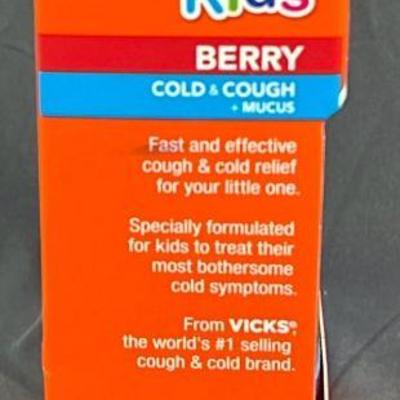 Kids
BERRY
COLD & COUGH
+ MUCUS
Fast and effective
cough & cold relief
for your little one.
Specially formulated
for kids to treat their
most bothersome
cold symptoms.
From VICKS®,
the world's #1 selling
cough & cold brand.